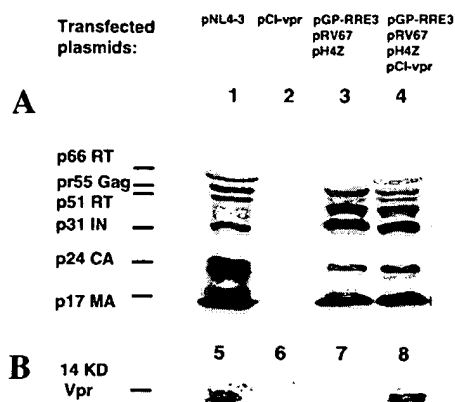 Transfected plasmids:
pNL4-3
pCI-vpr
pGP-RRE3
pRV67
pH4Z
pGP-RRE3
pRV67
pH4Z
pCI-vpr
1 2 3 4
A
p66 RT
pr55 Gag
p51 RT
p31 IN
p24 CA
p17 MA
5 6 7 8
B
14 KD
Vpr